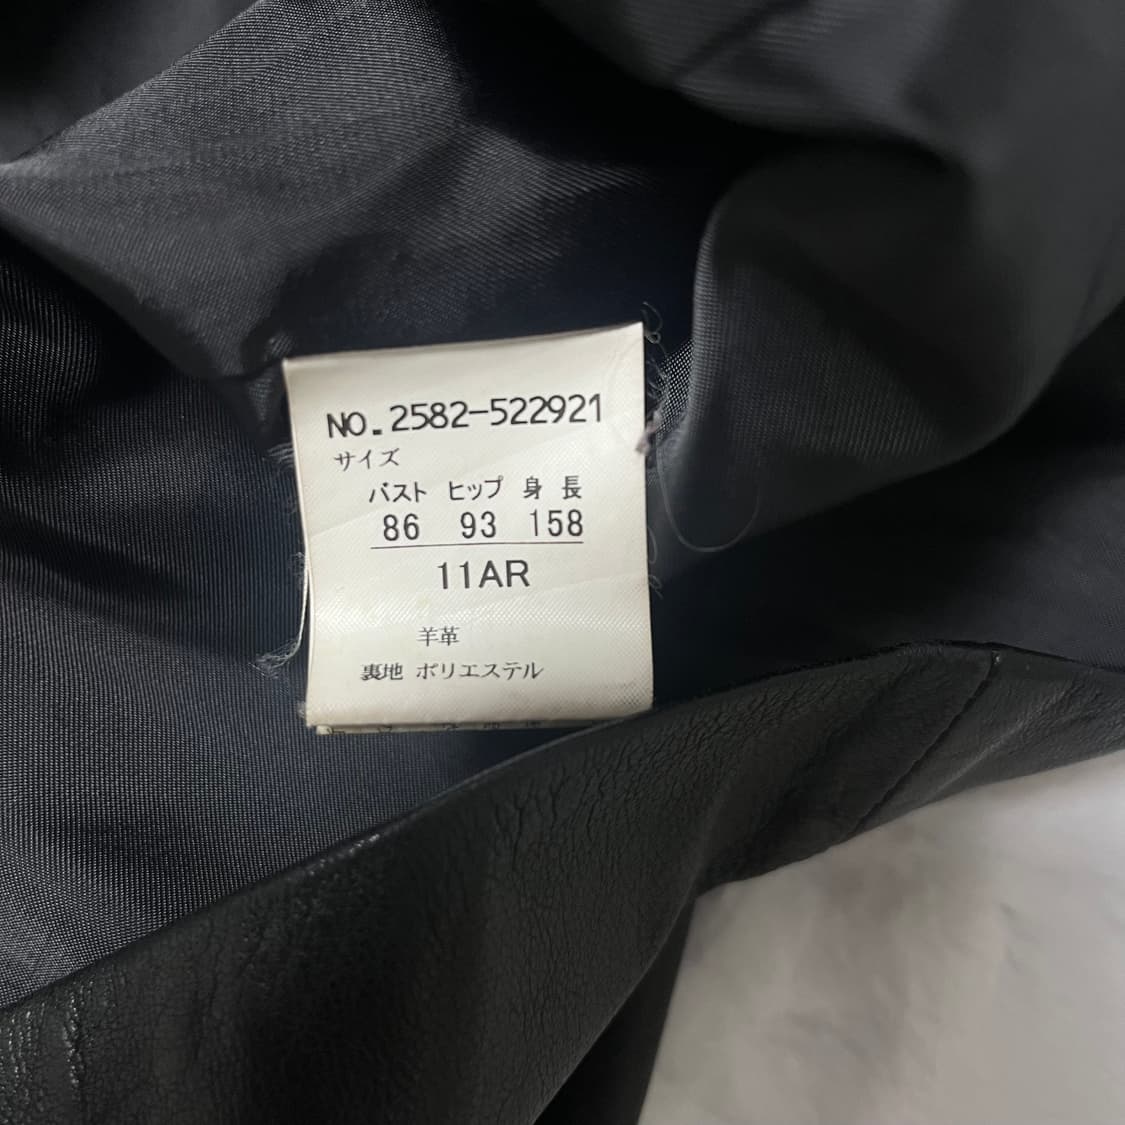 NO.2582-522921
サイズ
バスト ヒップ 身長
86 93 158
11AR
羊革
裏地 ポリエステル